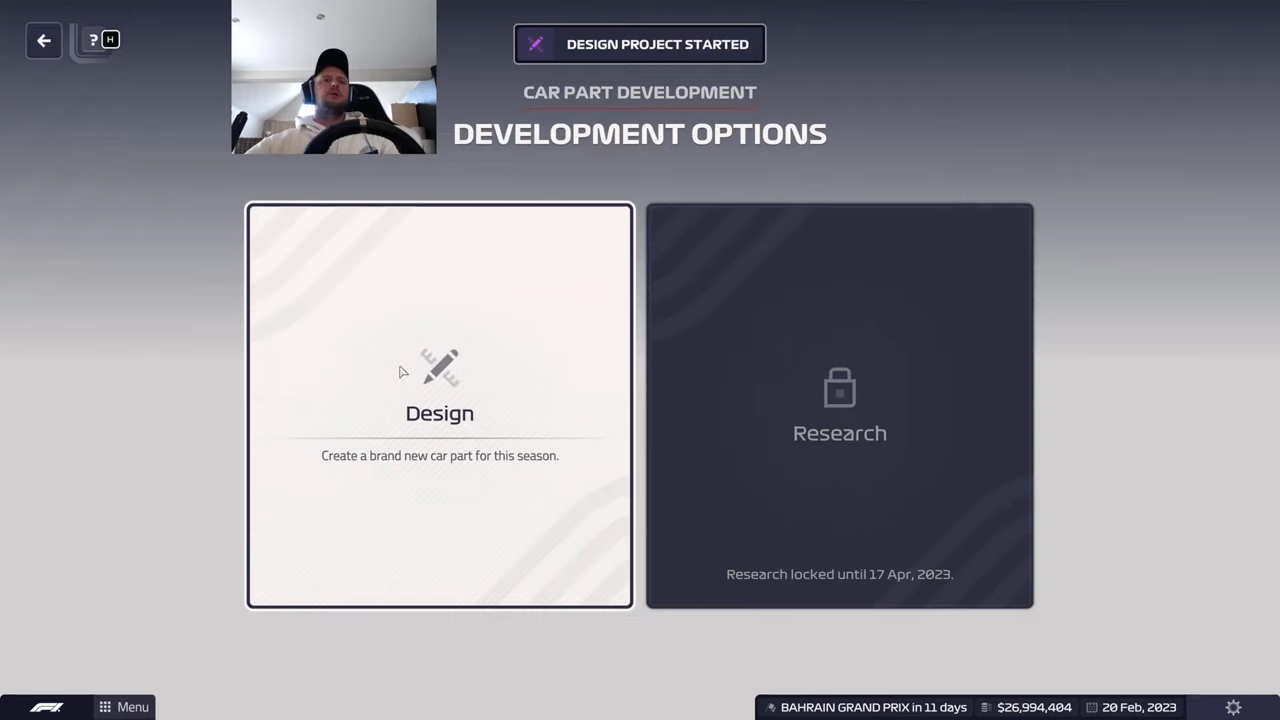 ? H
DESIGN PROJECT STARTED
CAR PART DEVELOPMENT
DEVELOPMENT OPTIONS
Design
Create a brand new car part for this season.
Research
Research locked until 17 Apr, 2023.
F1 Menu
BAHRAIN GRAND PRIX in 11 days $26,994,404 20 Feb, 2023